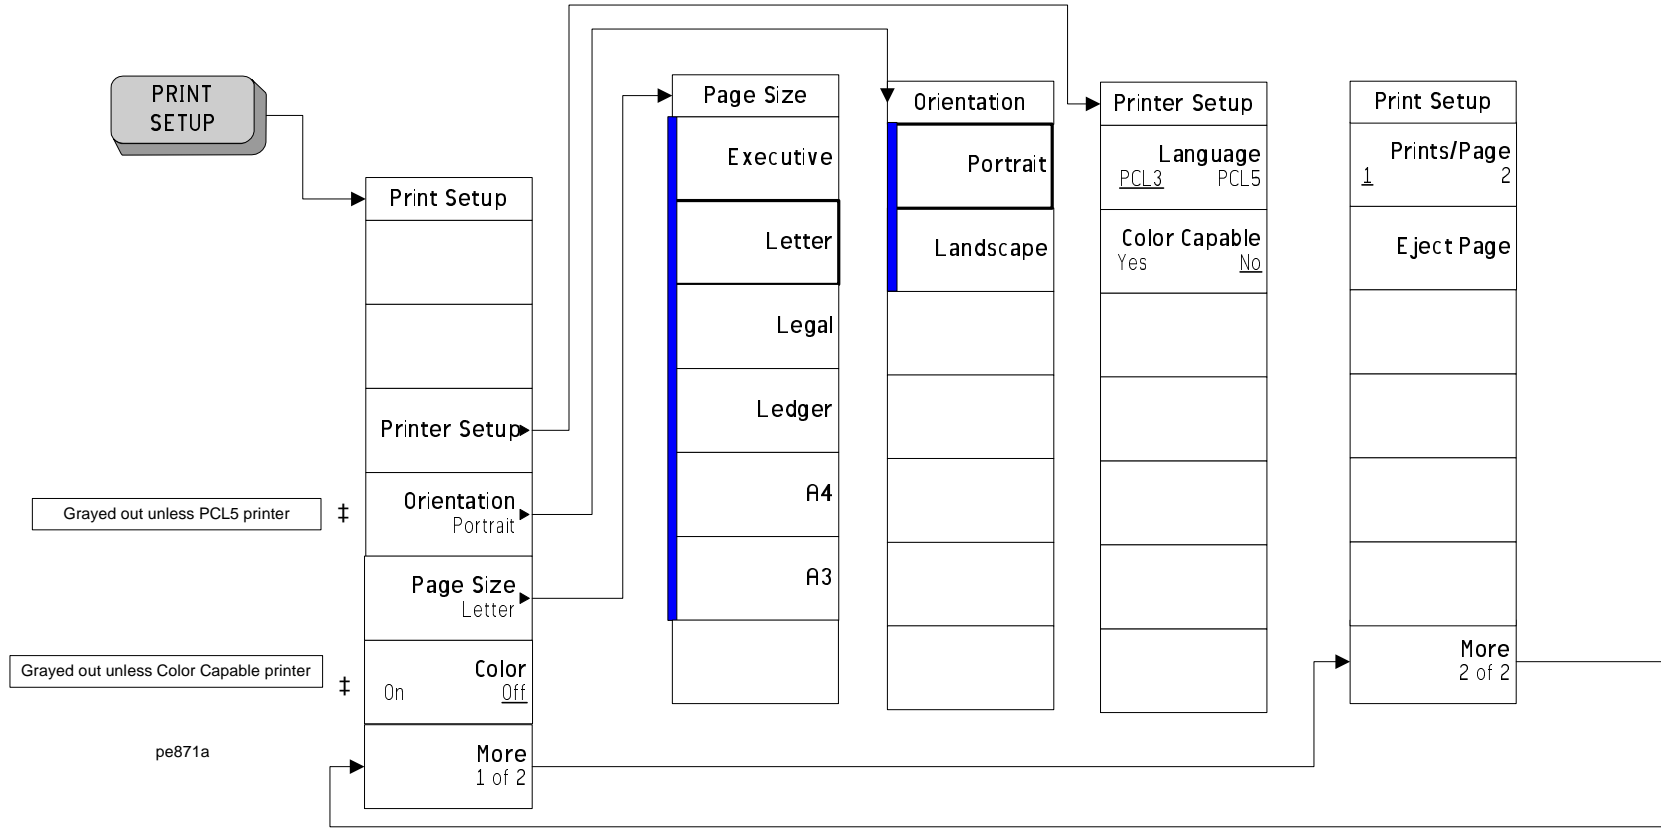 PRINT
SETUP
Print Setup
Printer Setup
Grayed out unless PCL5 printer
‡
Orientation
Portrait
Page Size
Letter
Grayed out unless Color Capable printer
‡
Color
On Off
More
1 of 2
pe871a
Page Size
Executive
Letter
Legal
Ledger
A4
A3
Orientation
Portrait
Landscape
Printer Setup
Language
PCL3 PCL5
Color Capable
Yes No
Print Setup
Prints/Page
1 2
Eject Page
More
2 of 2